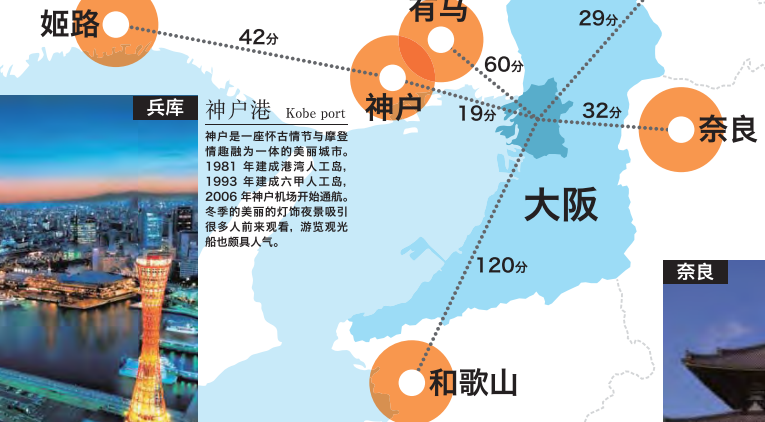 有马
姬路
29分
42分
60分
兵库
神户港 Kobe port
神户
19分
32分
奈良
神户是一座怀古情节与摩登
情趣融为一体的美丽城市。
1981 年建成港湾人工岛，
1993 年建成六甲人工岛，
2006 年神户机场开始通航。
冬季的美丽的灯饰夜景吸引
很多人前来观看，游览观光
船也颇具人气。
大阪
120分
奈良
和歌山